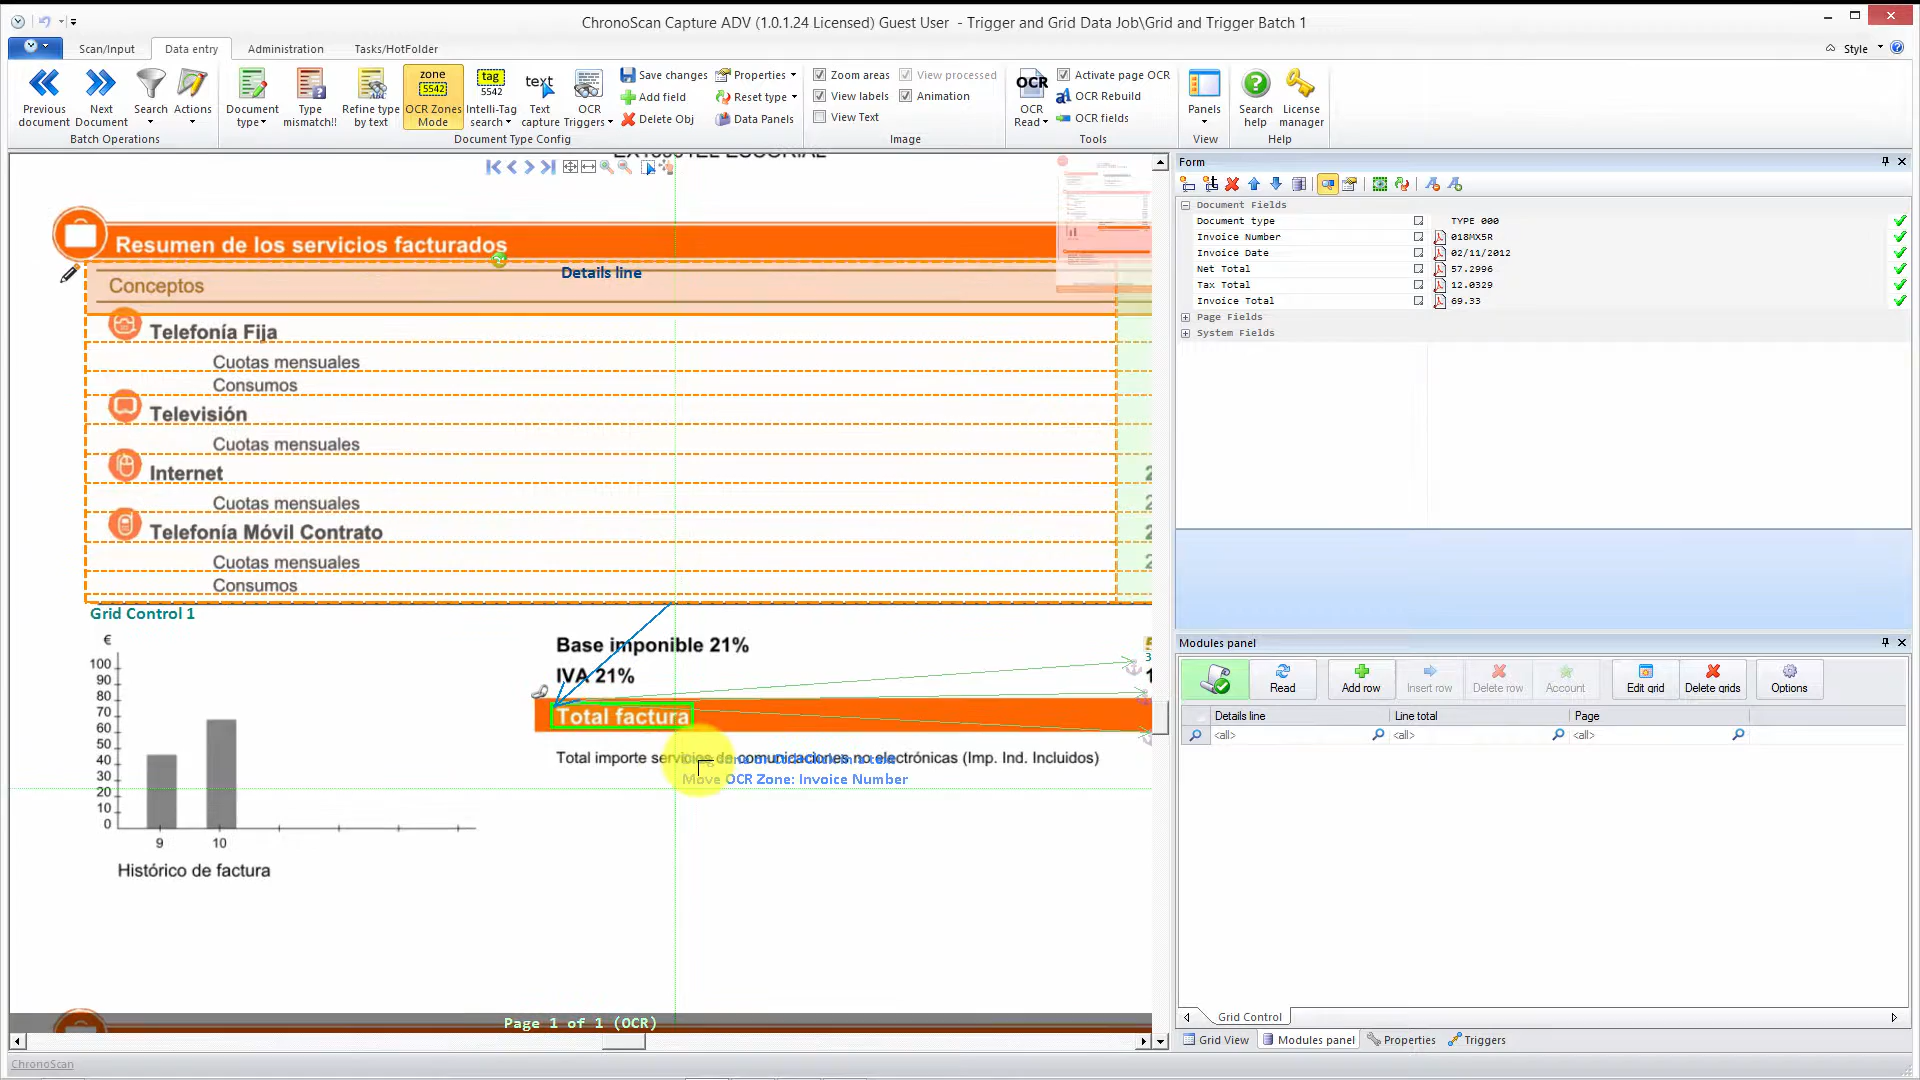 ChronoScan Capture ADV (1.0.1.24 Licensed) Guest User - Trigger and Grid Data Job\Grid and Trigger Batch 1
Scan/Input
Data entry
Administration
Tasks/HotFolder
Style
Previous document
Next Document
Search
Actions
Batch Operations
Document type
Type mismatch!!
Refine type by text
zone 5542
OCR Zones Mode
tag 5542
Intelli-Tag search
text
Text capture
OCR Triggers
Save changes
Add field
Delete Obj
Properties
Reset type
Data Panels
Document Type Config
Zoom areas
View labels
View Text
View processed
Animation
Image
OCR
OCR Read
Activate page OCR
OCR Rebuild
OCR fields
Tools
Panels
View
Search help
License manager
Help
Resumen de los servicios facturados
Details line
Conceptos
Telefonía Fija
Cuotas mensuales
Consumos
Televisión
Cuotas mensuales
Internet
Cuotas mensuales
Telefonía Móvil Contrato
Cuotas mensuales
Consumos
Grid Control 1
€
100
90
80
70
60
50
40
30
20
10
0
9
10
Histórico de factura
Base imponible 21%
IVA 21%
Total factura
Total importe servicios de comunicaciones no electrónicas (Imp. Ind. Incluidos)
Move OCR Zone: Invoice Number
Page 1 of 1 (OCR)
ChronoScan
Form
Document Fields
Document type TYPE 000
Invoice Number 018MX5R
Invoice Date 02/11/2012
Net Total 57.2996
Tax Total 12.0329
Invoice Total 69.33
Page Fields
System Fields
Modules panel
Read
Add row
Insert row
Delete row
Account
Edit grid
Delete grids
Options
Details line
Line total
Page
<all>
<all>
<all>
Grid Control
Grid View
Modules panel
Properties
Triggers